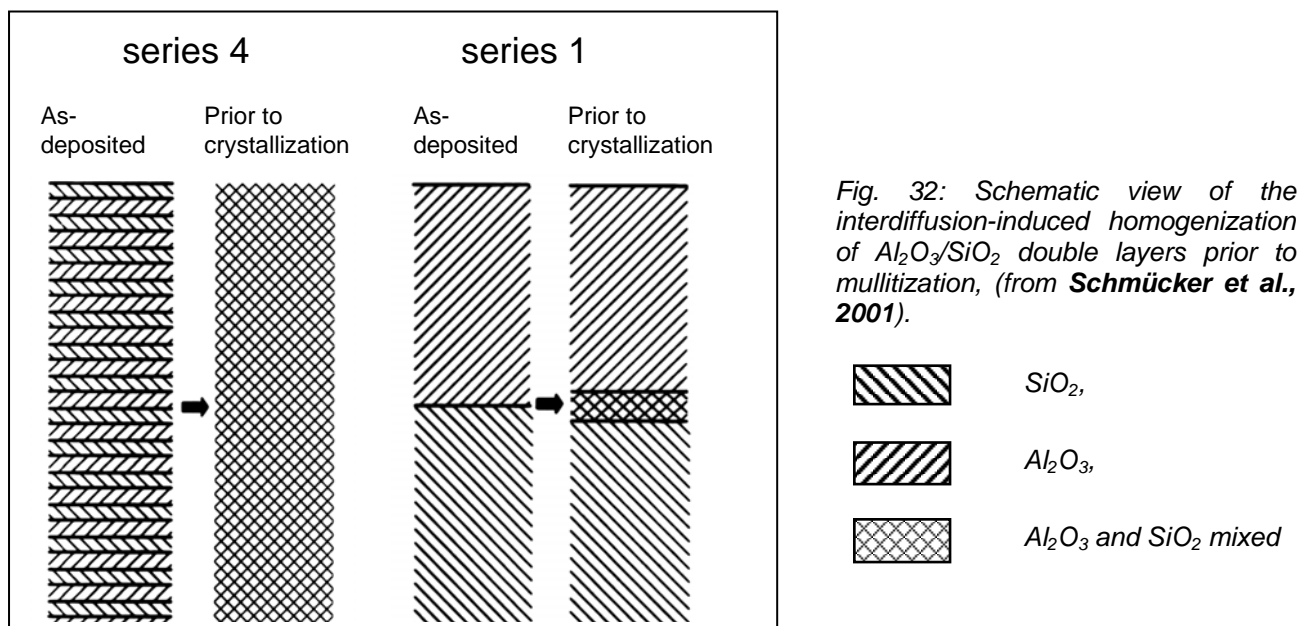 series 4
series 1
As-
deposited
Prior to
crystallization
As-
deposited
Prior to
crystallization
Fig. 32: Schematic view of the
interdiffusion-induced homogenization
of Al₂O₃/SiO₂ double layers prior to
mullitization, (from Schmücker et al.,
2001).
SiO₂,
Al₂O₃,
Al₂O₃ and SiO₂ mixed